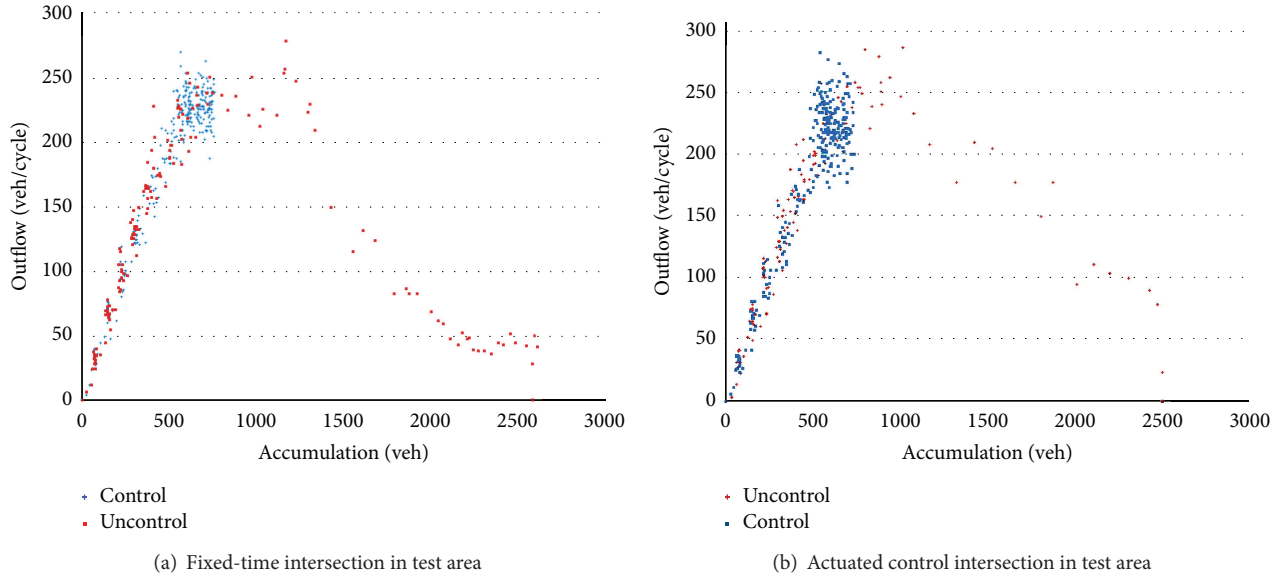 300
250
200
150
100
50
0
Outflow (veh/cycle)
0 500 1000 1500 2000 2500 3000
Accumulation (veh)
Control
Uncontrol
(a) Fixed-time intersection in test area
300
250
200
150
100
50
0
Outflow (veh/cycle)
0 500 1000 1500 2000 2500 3000
Accumulation (veh)
Uncontrol
Control
(b) Actuated control intersection in test area